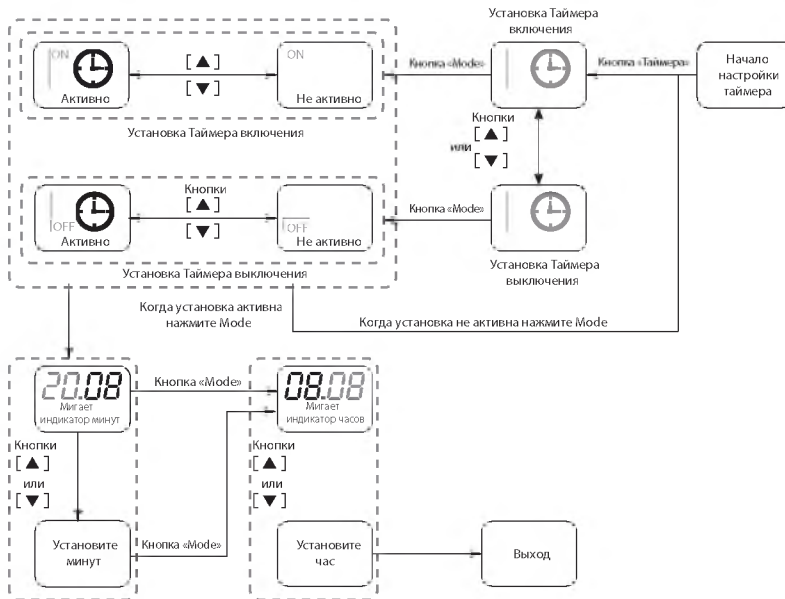 Установка Таймера
включения
ON
Активно
[▲]
[▼]
ON
Не активно
Кнопка «Mode»
Кнопка «Таймера»
Начало
настройки
таймера
Установка Таймера включения
Кнопки
[▲]
или
[▼]
OFF
Активно
Кнопки
[▲]
[▼]
OFF
Не активно
Кнопка «Mode»
Установка Таймера выключения
Установка Таймера
выключения
Когда установка активна
нажмите Mode
Когда установка не активна нажмите Mode
20.08
Мигает
индикатор минут
Кнопка «Mode»
08.08
Мигает
индикатор часов
Кнопки
[▲]
или
[▼]
Кнопки
[▲]
или
[▼]
Установите
минут
Кнопка «Mode»
Установите
час
Выход